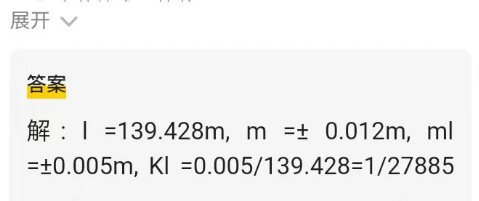 展开
答案
解：l =139.428m, m =± 0.012m, ml
=±0.005m, Kl =0.005/139.428=1/27885